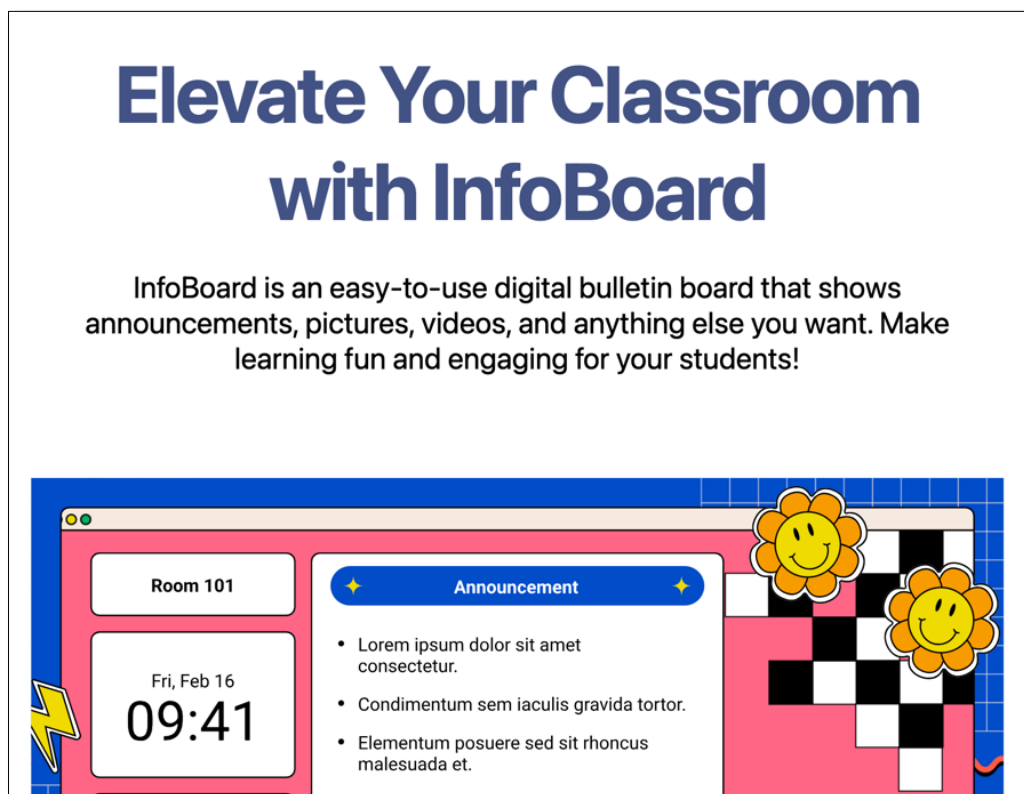 Elevate Your Classroom
with InfoBoard
InfoBoard is an easy-to-use digital bulletin board that shows
announcements, pictures, videos, and anything else you want. Make
learning fun and engaging for your students!
Room 101
Fri, Feb 16
09:41
Announcement
• Lorem ipsum dolor sit amet
consectetur.
• Condimentum sem iaculis gravida tortor.
• Elementum posuere sed sit rhoncus
malesuada et.